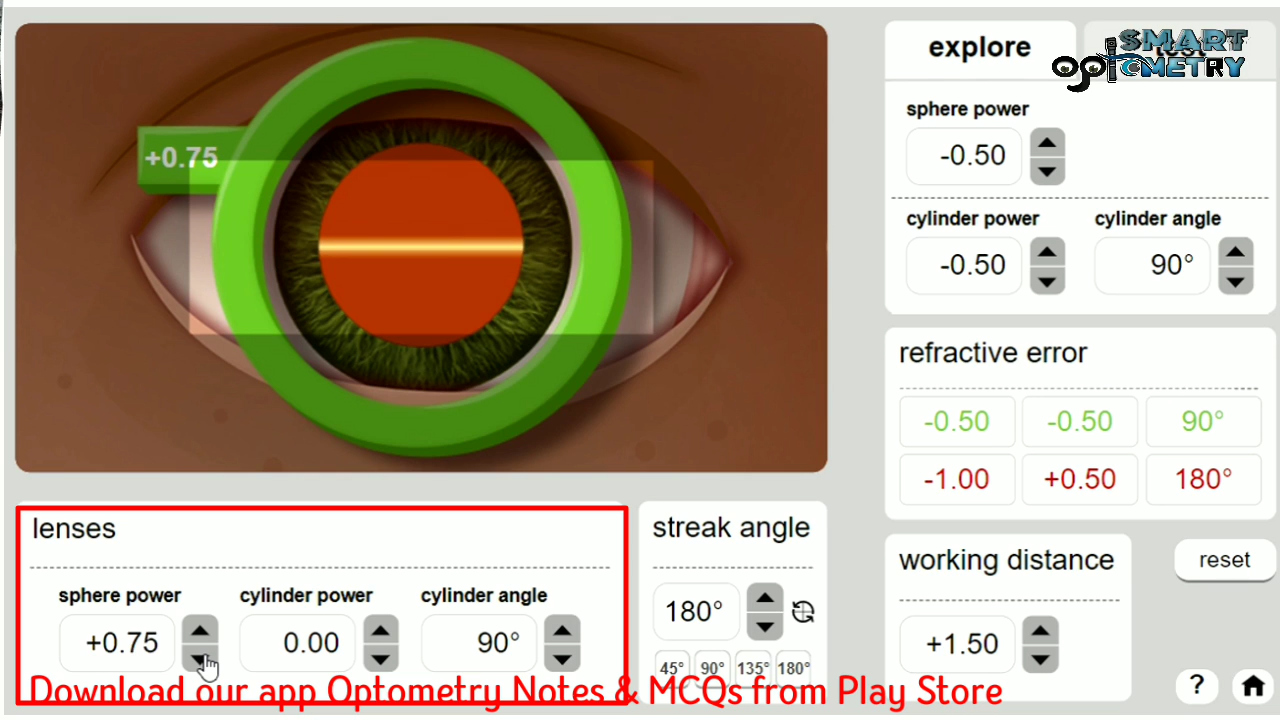 explore
test
SMART
OPTOMETRY
+0.75
sphere power
-0.50
cylinder power cylinder angle
-0.50 90°
refractive error
-0.50 -0.50 90°
-1.00 +0.50 180°
lenses
sphere power cylinder power cylinder angle
+0.75 0.00 90°
streak angle
180°
45° 90° 135° 180°
working distance
+1.50
reset
?
Download our app Optometry Notes & MCQs from Play Store